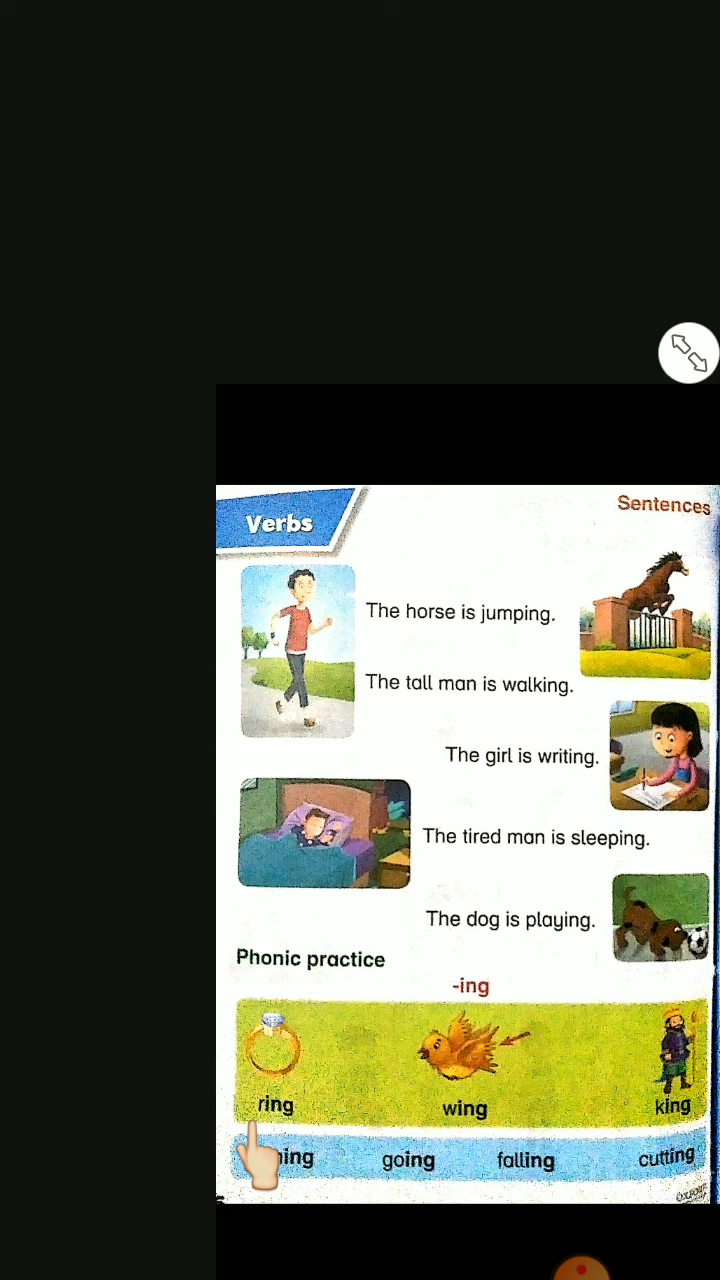 Verbs
Sentences
The horse is jumping.
The tall man is walking.
The girl is writing.
The tired man is sleeping.
The dog is playing.
Phonic practice
-ing
ring wing king
going falling cutting